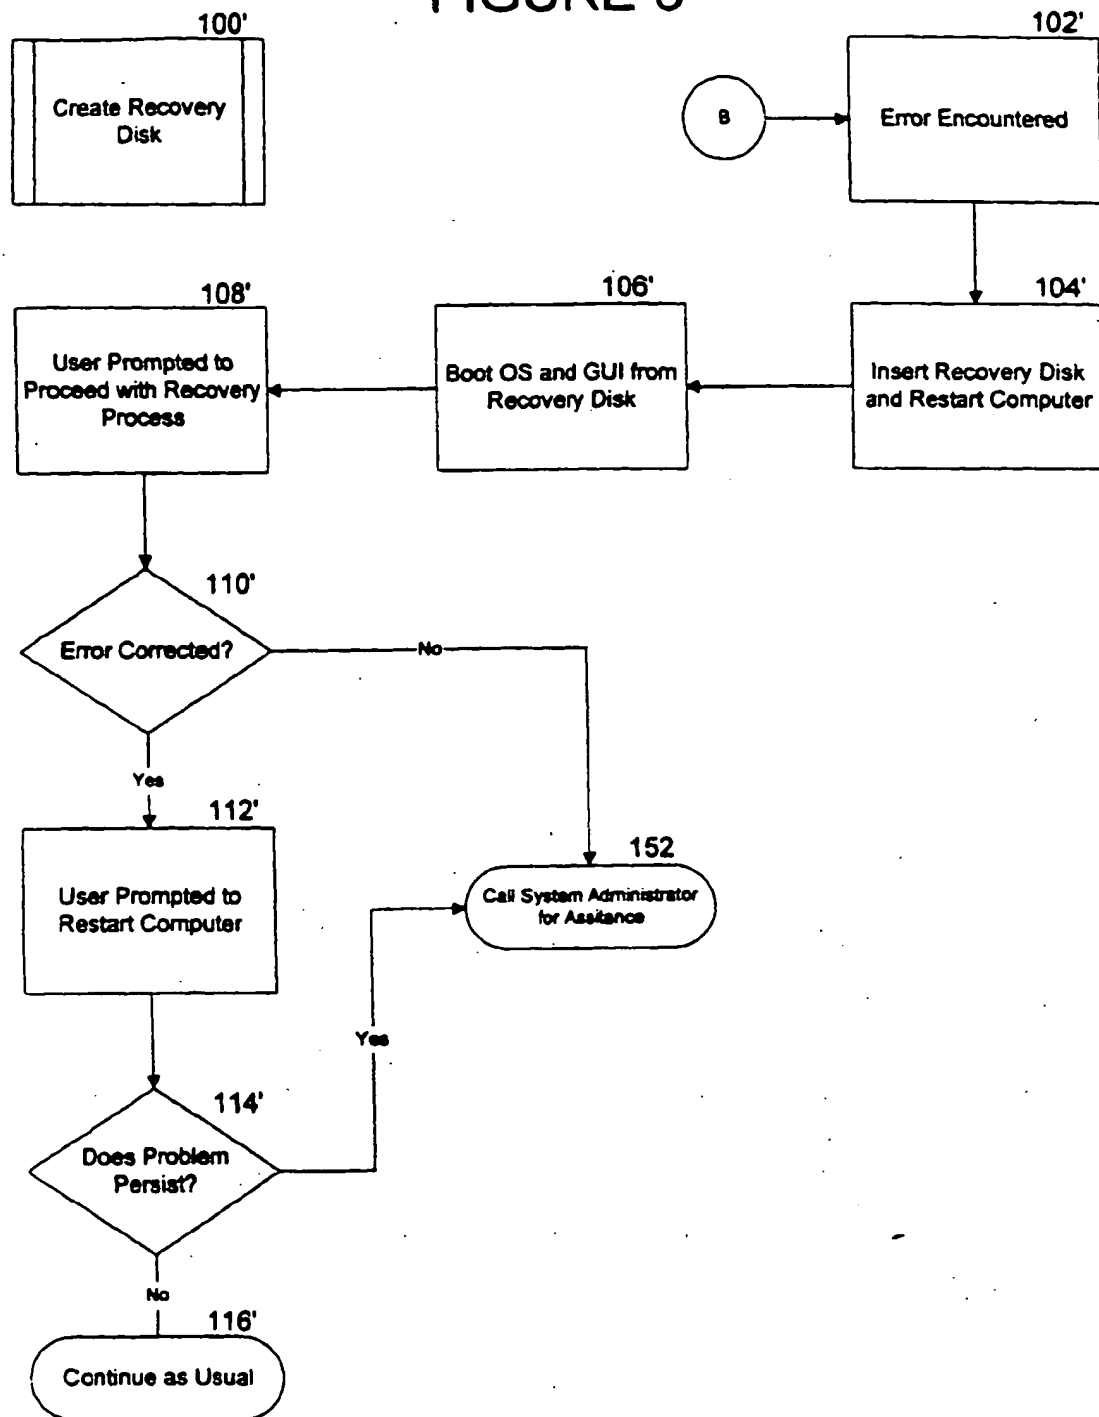 100'
102'
Create Recovery
Disk
B
Error Encountered
108'
106'
104'
User Prompted to
Proceed with Recovery
Process
Boot OS and GUI from
Recovery Disk
Insert Recovery Disk
and Restart Computer
110'
Error Corrected?
No
Yes
112'
User Prompted to
Restart Computer
152
Call System Administrator
for Assitance
Yes
114'
Does Problem
Persist?
No
116'
Continue as Usual